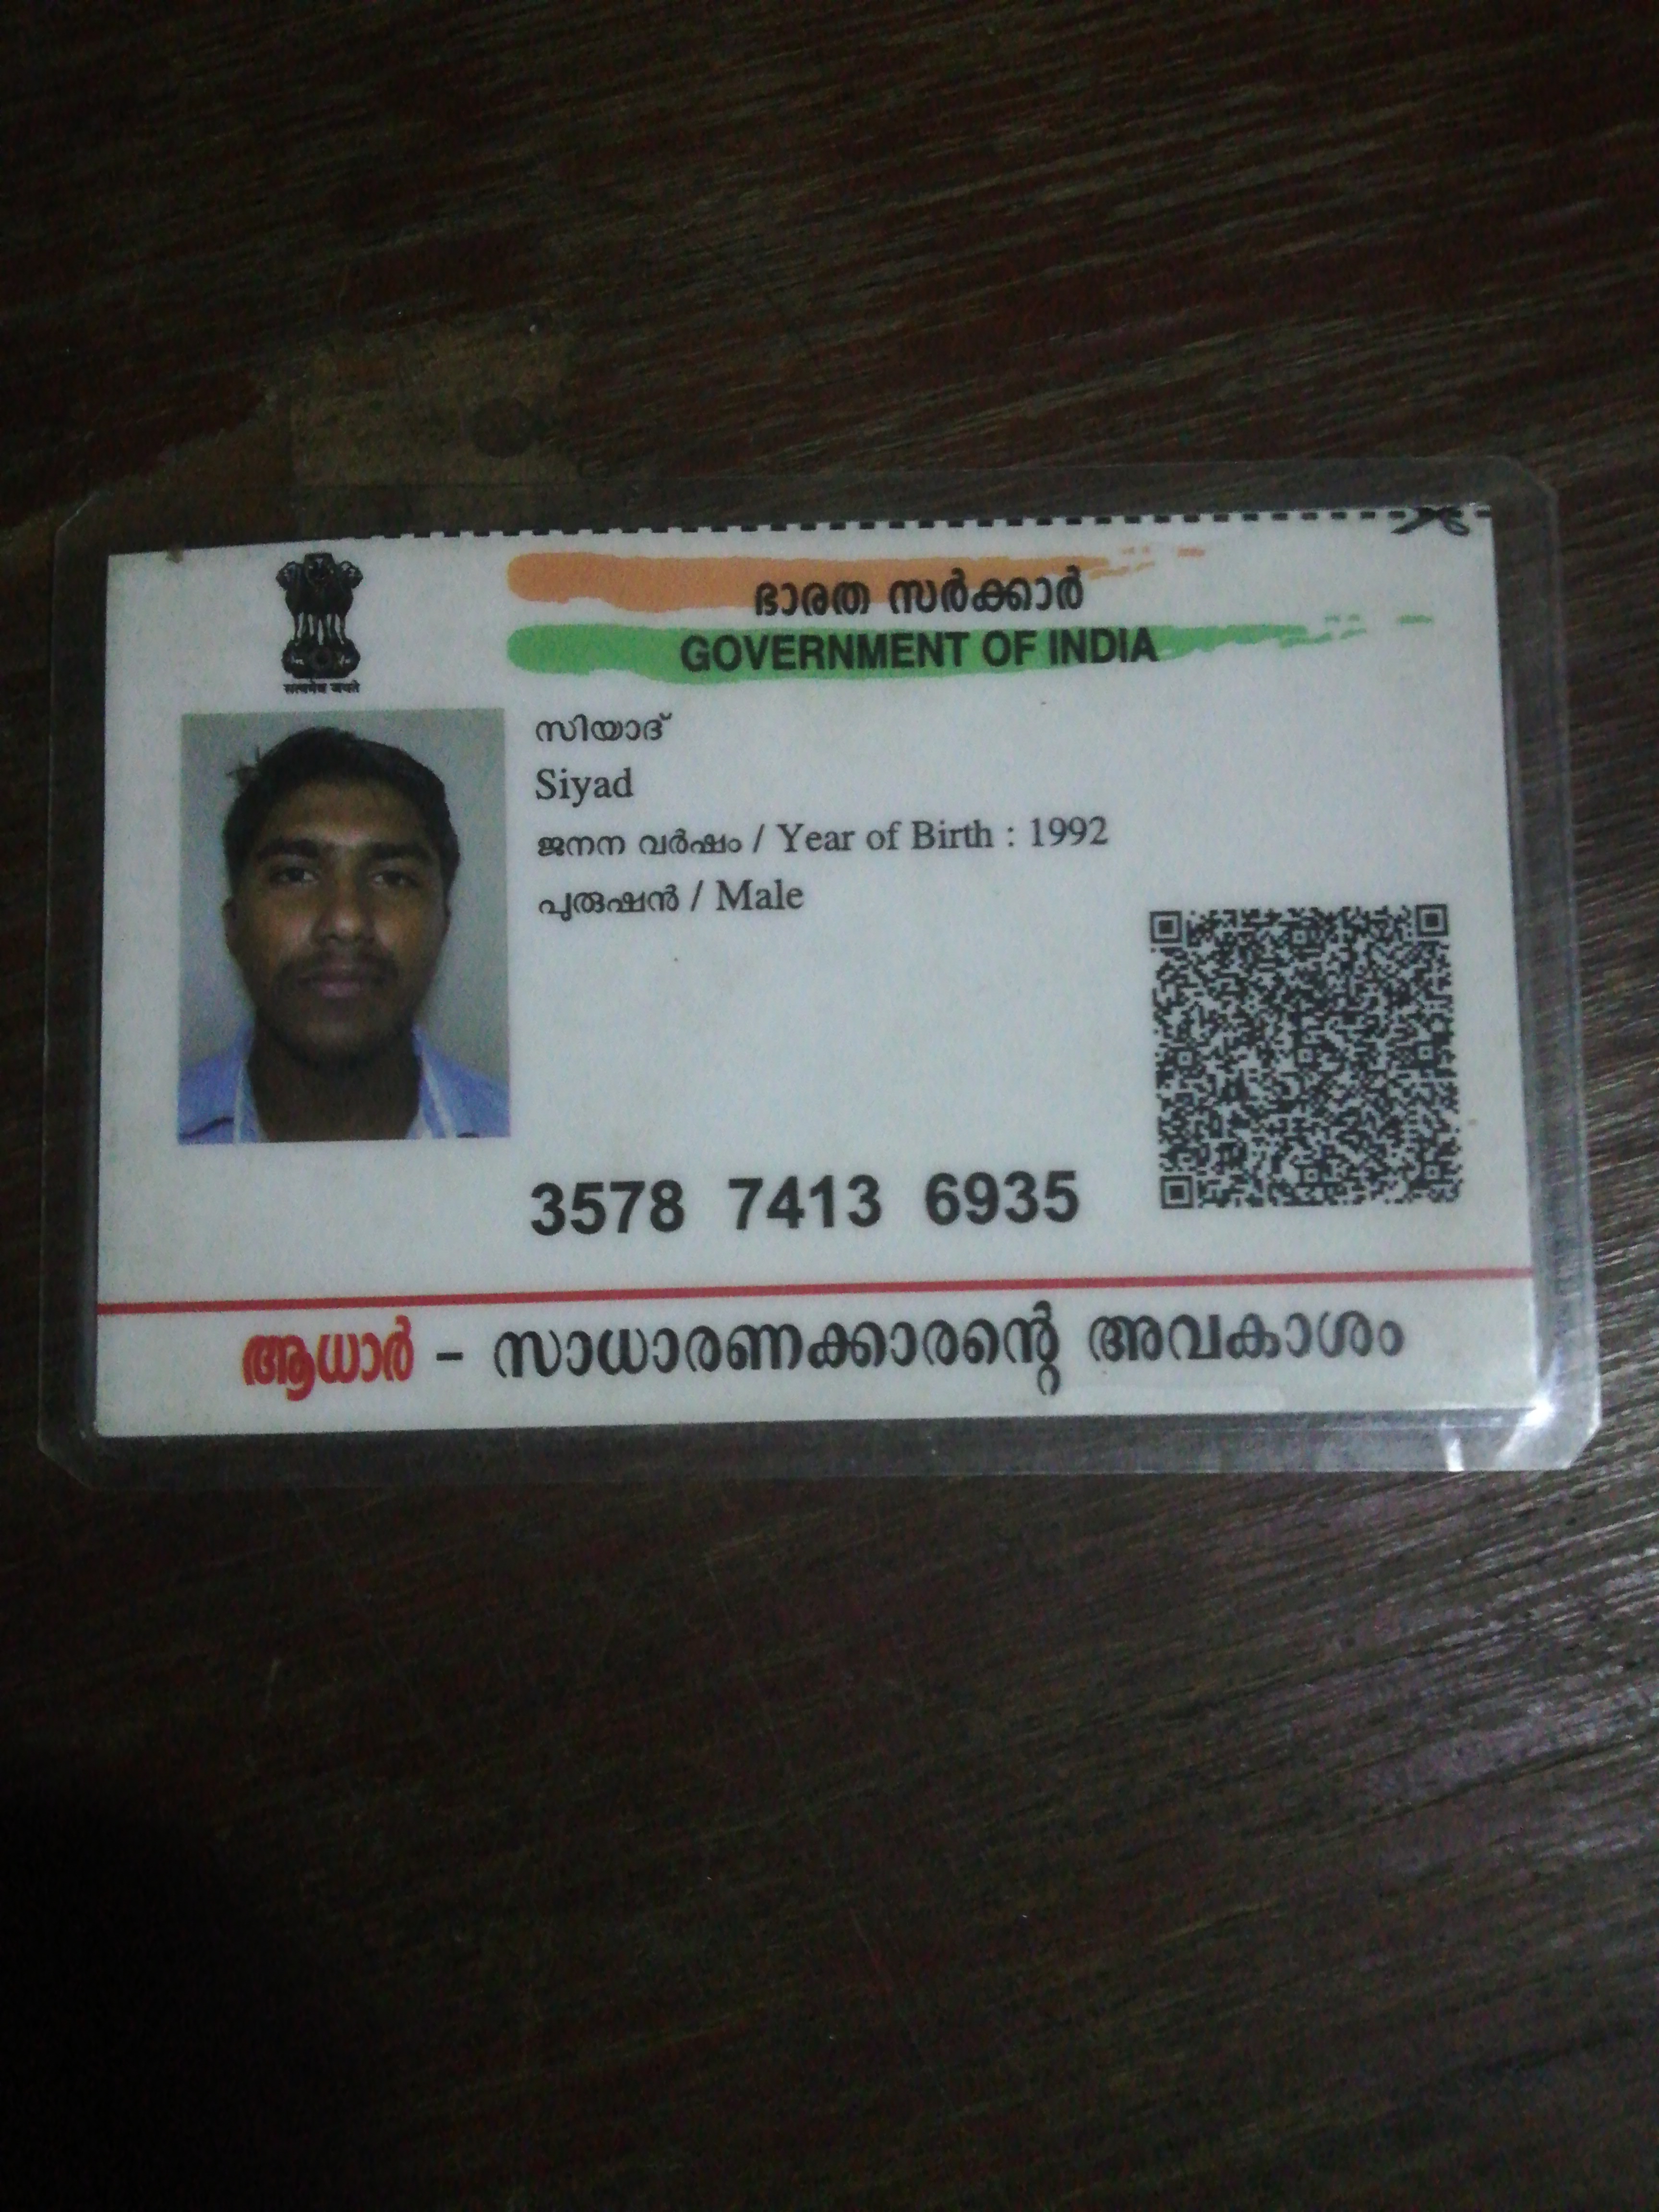 ഭാരത സർക്കാർ
GOVERNMENT OF INDIA
सत्यमेव जयते
സിയാദ്
Siyad
ജനന വർഷം / Year of Birth : 1992
പുരുഷൻ / Male
3578 7413 6935
ആധാർ - സാധാരണക്കാരന്റെ അവകാശം